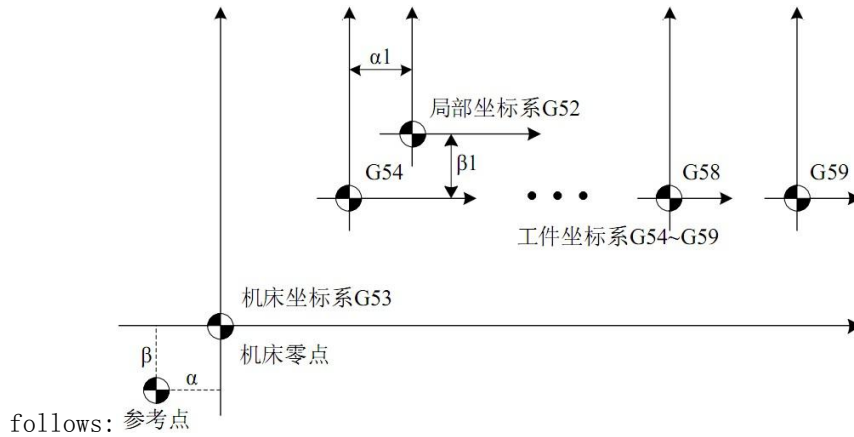 α1
局部坐标系G52
β1
G54
G58
G59
工件坐标系G54~G59
机床坐标系G53
机床零点
β
α
follows: 参考点